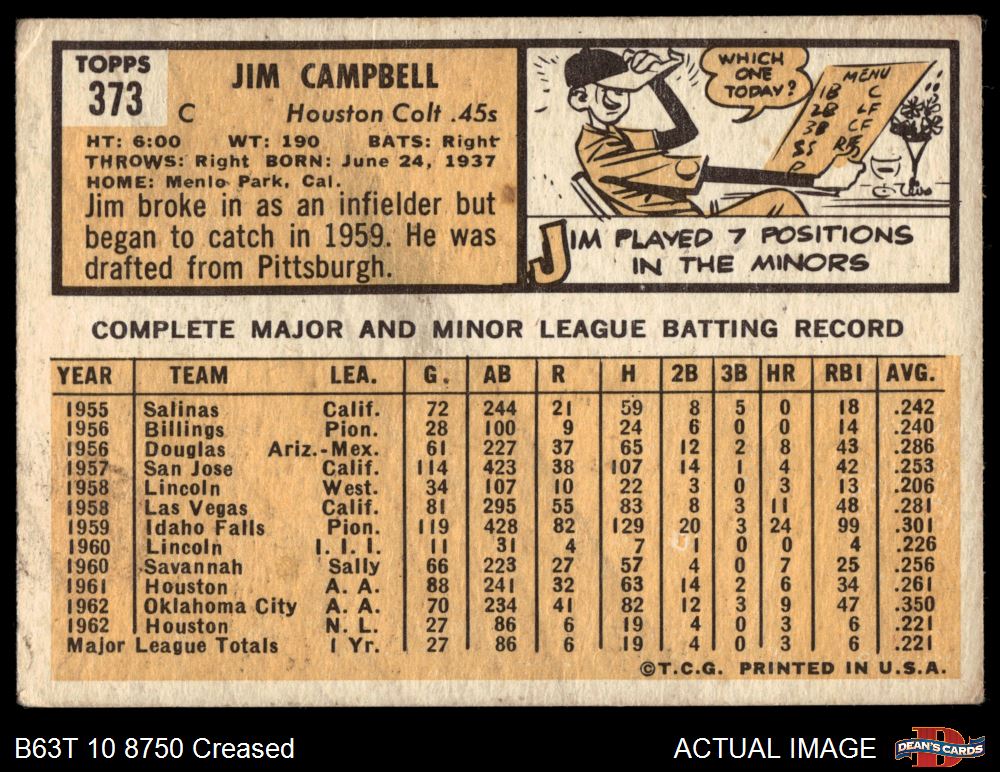 TOPPS
373
JIM CAMPBELL
C Houston Colt .45s
HT: 6:00 WT: 190 BATS: Right
THROWS: Right BORN: June 24, 1937
HOME: Menlo Park, Cal.
Jim broke in as an infielder but
began to catch in 1959. He was
drafted from Pittsburgh.
WHICH
ONE
TODAY?
MENU
1B C
2B LF
3B CF
SS RF
P
JIM PLAYED 7 POSITIONS
IN THE MINORS
COMPLETE MAJOR AND MINOR LEAGUE BATTING RECORD
YEAR TEAM LEA. G. AB R H 2B 3B HR RBI AVG.
1955 Salinas Calif. 72 244 21 59 8 5 0 18 .242
1956 Billings Pion. 28 100 9 24 6 0 0 14 .240
1956 Douglas Ariz.-Mex. 61 227 37 65 12 2 8 43 .286
1957 San Jose Calif. 114 423 38 107 14 1 4 42 .253
1958 Lincoln West. 34 107 10 22 3 0 3 13 .206
1958 Las Vegas Calif. 81 295 55 83 8 3 11 48 .281
1959 Idaho Falls Pion. 119 428 82 129 20 3 24 99 .301
1960 Lincoln I. I. I. 11 31 4 7 1 0 0 4 .226
1960 Savannah Sally 66 223 27 57 4 0 7 25 .256
1961 Houston A. A. 88 241 32 63 14 2 6 34 .261
1962 Oklahoma City A. A. 70 234 41 82 12 3 9 47 .350
1962 Houston N. L. 27 86 6 19 4 0 3 6 .221
Major League Totals 1 Yr. 27 86 6 19 4 0 3 6 .221
©T.C.G. PRINTED IN U.S.A.
B63T 10 8750 Creased
ACTUAL IMAGE
DEAN'S CARDS